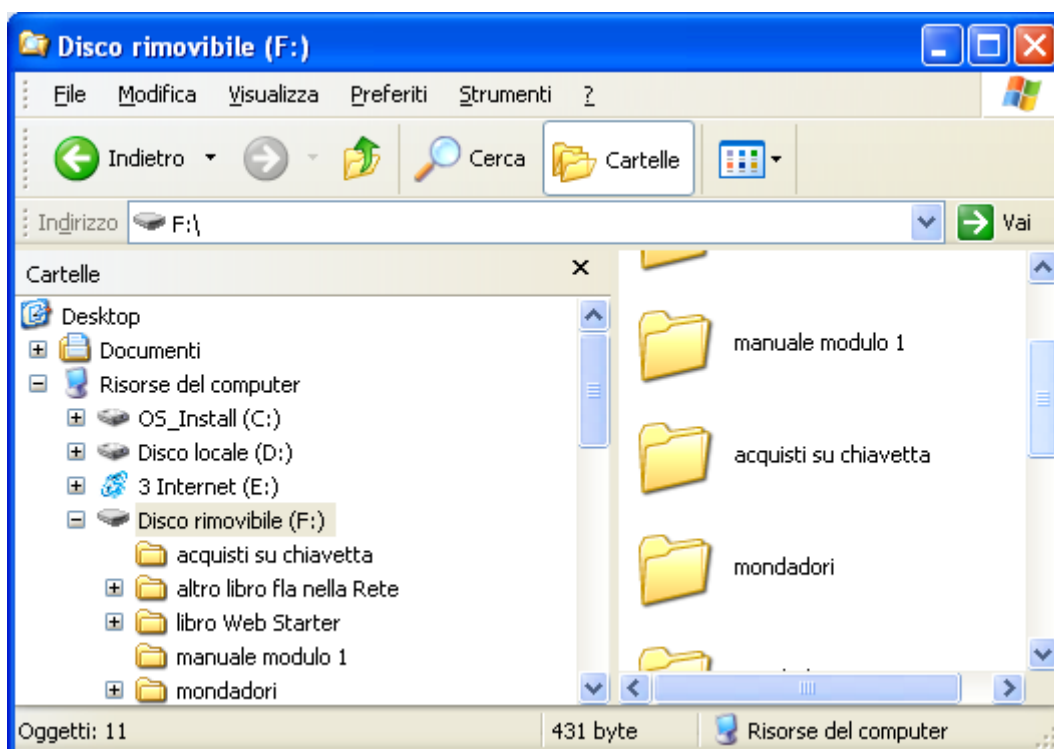 Disco rimovibile (F:)
File Modifica Visualizza Preferiti Strumenti ?
Indietro Cerca Cartelle
Indirizzo F:\ Vai
Cartelle
Desktop
Documenti
Risorse del computer
OS_Install (C:)
Disco locale (D:)
3 Internet (E:)
Disco rimovibile (F:)
acquisti su chiavetta
altro libro fla nella Rete
libro Web Starter
manuale modulo 1
mondadori
manuale modulo 1
acquisti su chiavetta
mondadori
Oggetti: 11 431 byte Risorse del computer